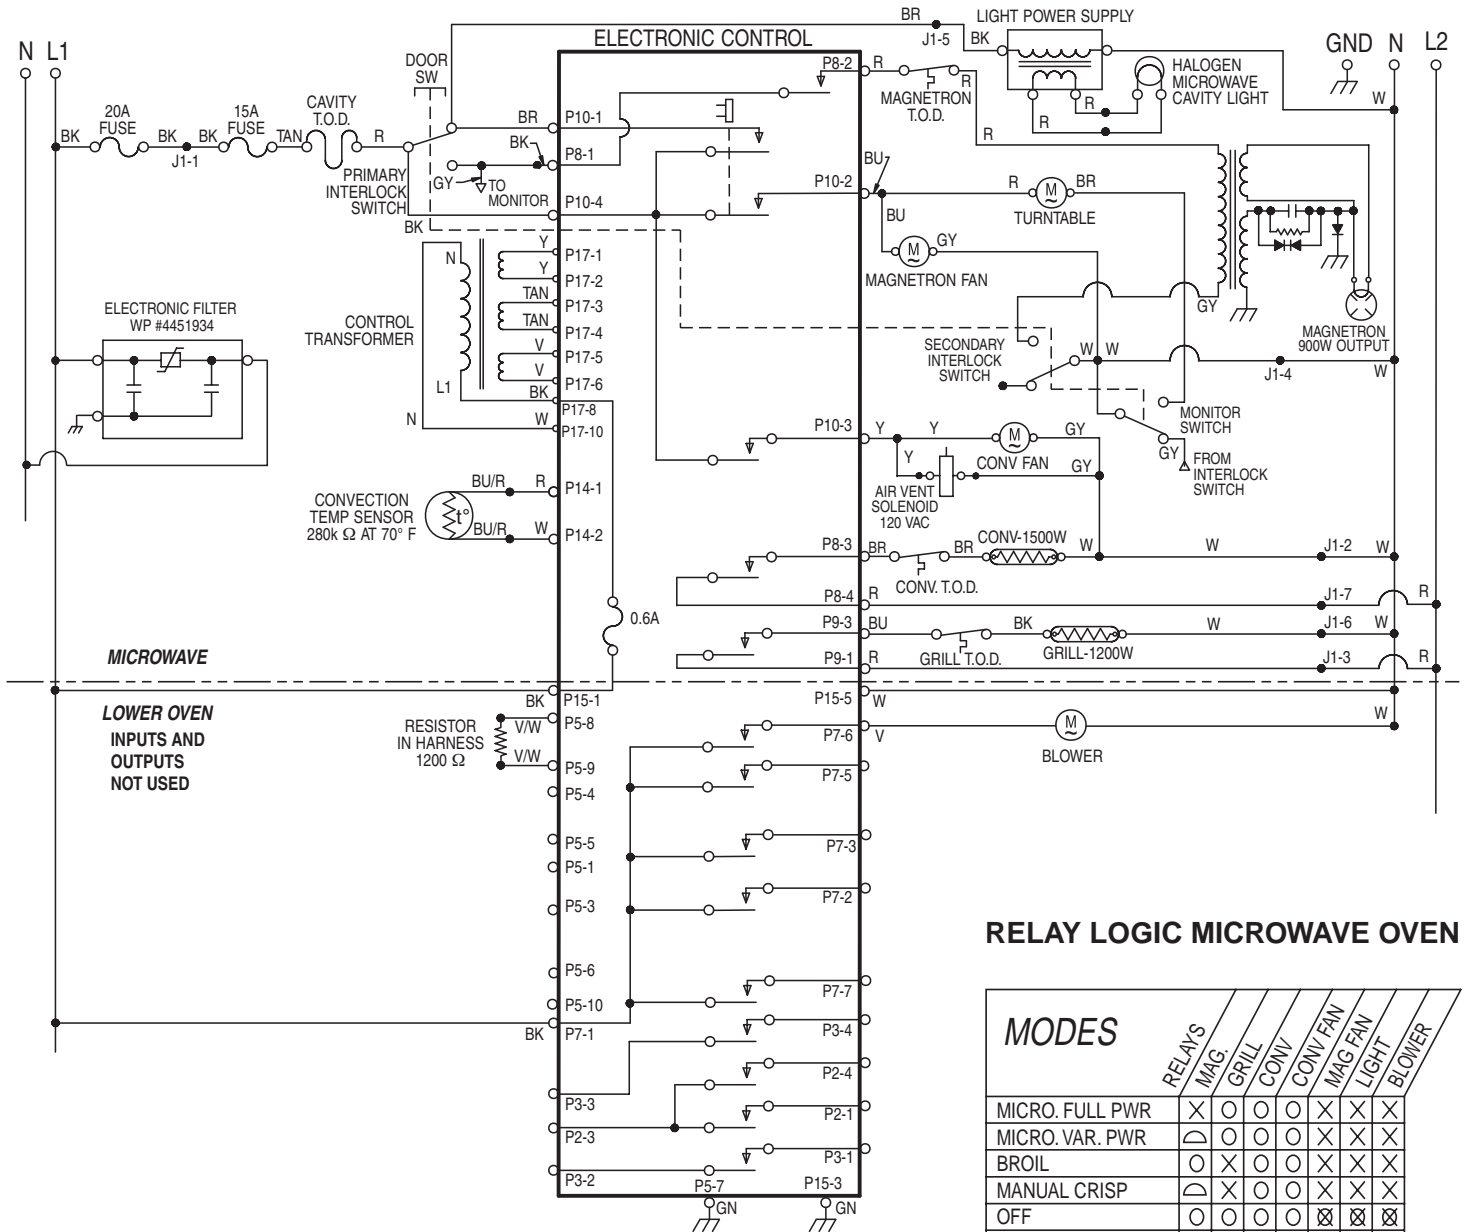 BR
LIGHT POWER SUPPLY
BK
J1-5
N L1
ELECTRONIC CONTROL
GND N L2
DOOR
SW
P8-2
R
R
MAGNETRON
T.O.D.
HALOGEN
MICROWAVE
CAVITY LIGHT
R
R
W
20A
FUSE
15A
FUSE
CAVITY
T.O.D.
BK
BK
BK
TAN
R
J1-1
BR
P10-1
BK
P8-1
R
PRIMARY
INTERLOCK
SWITCH
GY
TO
MONITOR
P10-4
BK
BU
P10-2
BU
R
M
BR
TURNTABLE
M
GY
MAGNETRON FAN
N
Y
P17-1
Y
P17-2
TAN
P17-3
TAN
P17-4
V
P17-5
V
P17-6
L1
BK
P17-8
N
W
P17-10
CONTROL
TRANSFORMER
ELECTRONIC FILTER
WP #4451934
GY
MAGNETRON
900W OUTPUT
SECONDARY
INTERLOCK
SWITCH
W
W
J1-4
W
MONITOR
SWITCH
GY
FROM
INTERLOCK
SWITCH
P10-3
Y
Y
M
GY
CONV FAN
Y
GY
AIR VENT
SOLENOID
120 VAC
CONVECTION
TEMP SENSOR
280k Ω AT 70° F
t°
BU/R
R
P14-1
BU/R
W
P14-2
P8-3
BR
BR
CONV-1500W
W
W
J1-2
W
CONV. T.O.D.
P8-4
R
J1-7
R
0.6A
P9-3
BU
BK
W
J1-6
W
GRILL T.O.D.
GRILL-1200W
P9-1
R
J1-3
R
MICROWAVE
BK
P15-1
P15-5
W
LOWER OVEN
INPUTS AND
OUTPUTS
NOT USED
RESISTOR
IN HARNESS
1200 Ω
V/W
P5-8
V/W
P5-9
P7-6
V
M
W
BLOWER
P7-5
P5-4
P5-5
P7-3
P5-1
P7-2
P5-3
RELAY LOGIC MICROWAVE OVEN
P5-6
P7-7
P5-10
BK
P7-1
P3-4
P2-4
P3-3
P2-1
P2-3
P3-1
P3-2
P5-7
P15-3
GN
GN
MODES RELAYS MAG. GRILL CONV CONV FAN MAG FAN LIGHT BLOWER
MICRO. FULL PWR X O O O X X X
MICRO. VAR. PWR ⌓ O O O X X X
BROIL O X O O X X X
MANUAL CRISP ⌓ X O O X X X
OFF O O O O ⊗ ⊗ ⊗